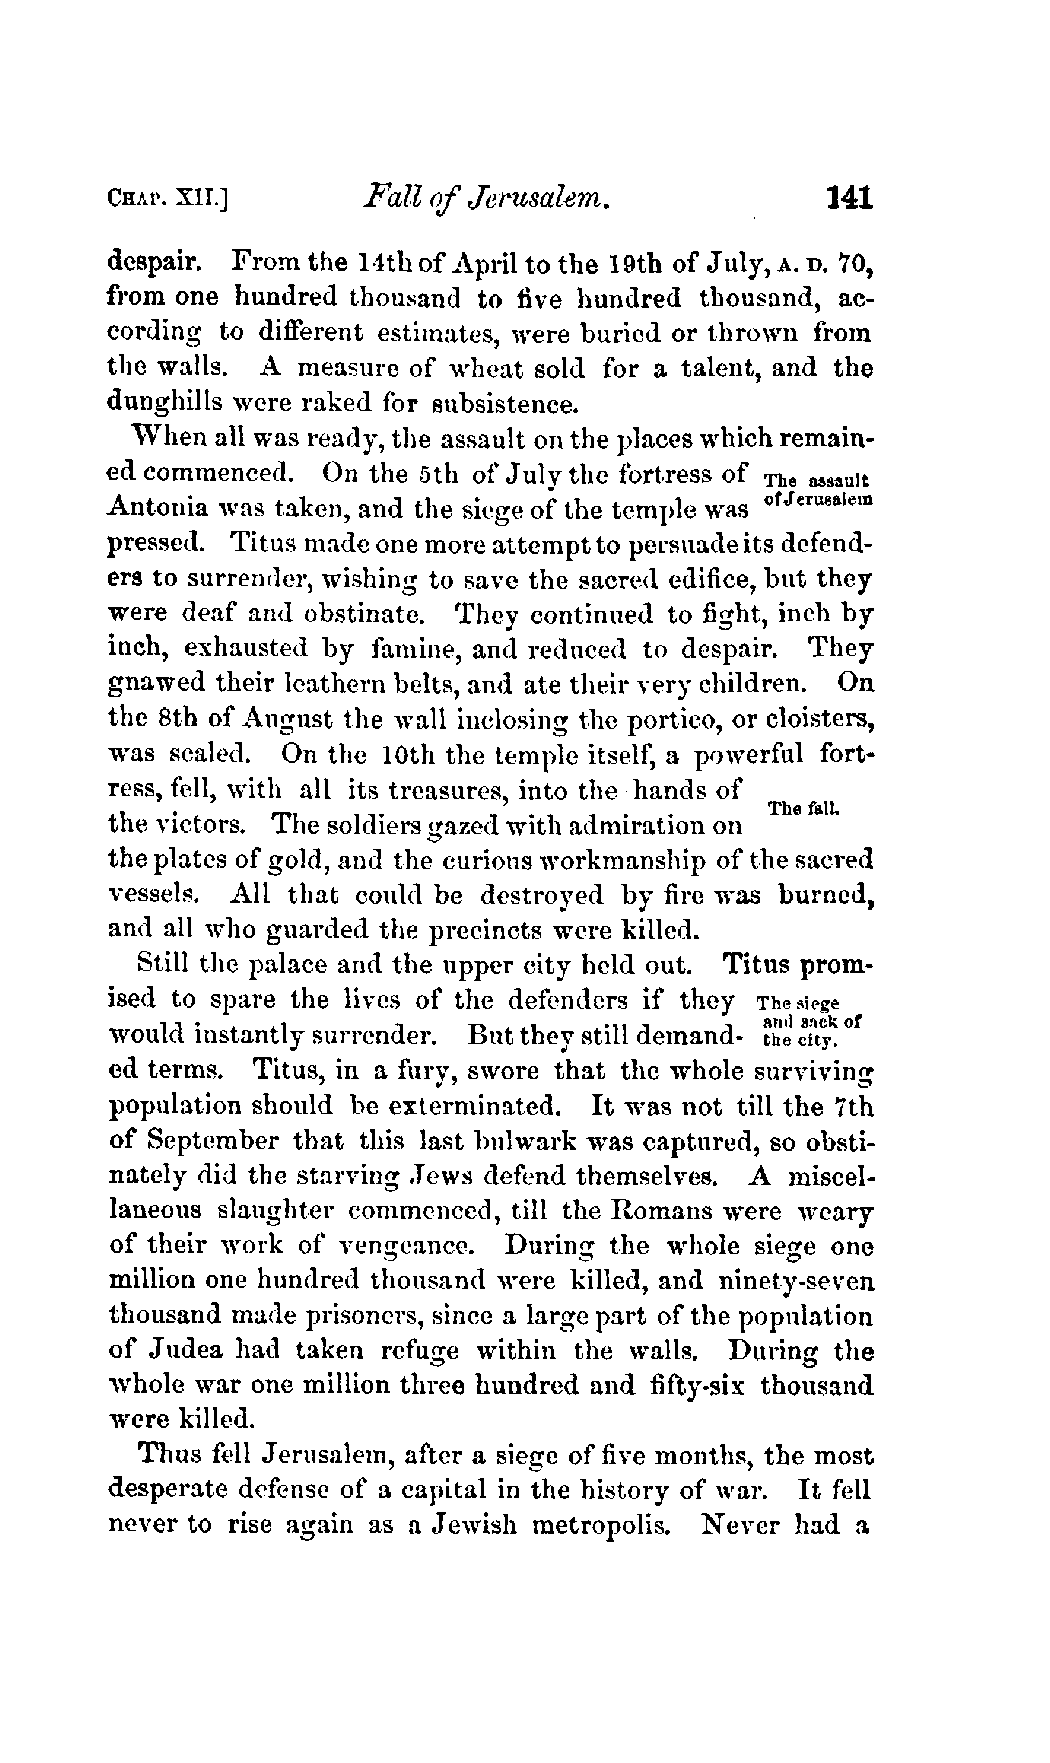 CHAP. XII.] Fall of Jerusalem. 141
despair. From the 14th of April to the 19th of July, A. D. 70,
from one hundred thousand to five hundred thousand, ac-
cording to different estimates, were buried or thrown from
the walls. A measure of wheat sold for a talent, and the
dunghills were raked for subsistence.
When all was ready, the assault on the places which remain-
ed commenced. On the 5th of July the fortress of The assault
Antonia was taken, and the siege of the temple was of Jerusalem
pressed. Titus made one more attempt to persuade its defend-
ers to surrender, wishing to save the sacred edifice, but they
were deaf and obstinate. They continued to fight, inch by
inch, exhausted by famine, and reduced to despair. They
gnawed their leathern belts, and ate their very children. On
the 8th of August the wall inclosing the portico, or cloisters,
was scaled. On the 10th the temple itself, a powerful fort-
ress, fell, with all its treasures, into the hands of
The fall.
the victors. The soldiers gazed with admiration on
the plates of gold, and the curious workmanship of the sacred
vessels. All that could be destroyed by fire was burned,
and all who guarded the precincts were killed.
Still the palace and the upper city held out. Titus prom-
ised to spare the lives of the defenders if they The siege
and sack of
would instantly surrender. But they still demand- the city.
ed terms. Titus, in a fury, swore that the whole surviving
population should be exterminated. It was not till the 7th
of September that this last bulwark was captured, so obsti-
nately did the starving Jews defend themselves. A miscel-
laneous slaughter commenced, till the Romans were weary
of their work of vengeance. During the whole siege one
million one hundred thousand were killed, and ninety-seven
thousand made prisoners, since a large part of the population
of Judea had taken refuge within the walls. During the
whole war one million three hundred and fifty-six thousand
were killed.
Thus fell Jerusalem, after a siege of five months, the most
desperate defense of a capital in the history of war. It fell
never to rise again as a Jewish metropolis. Never had a